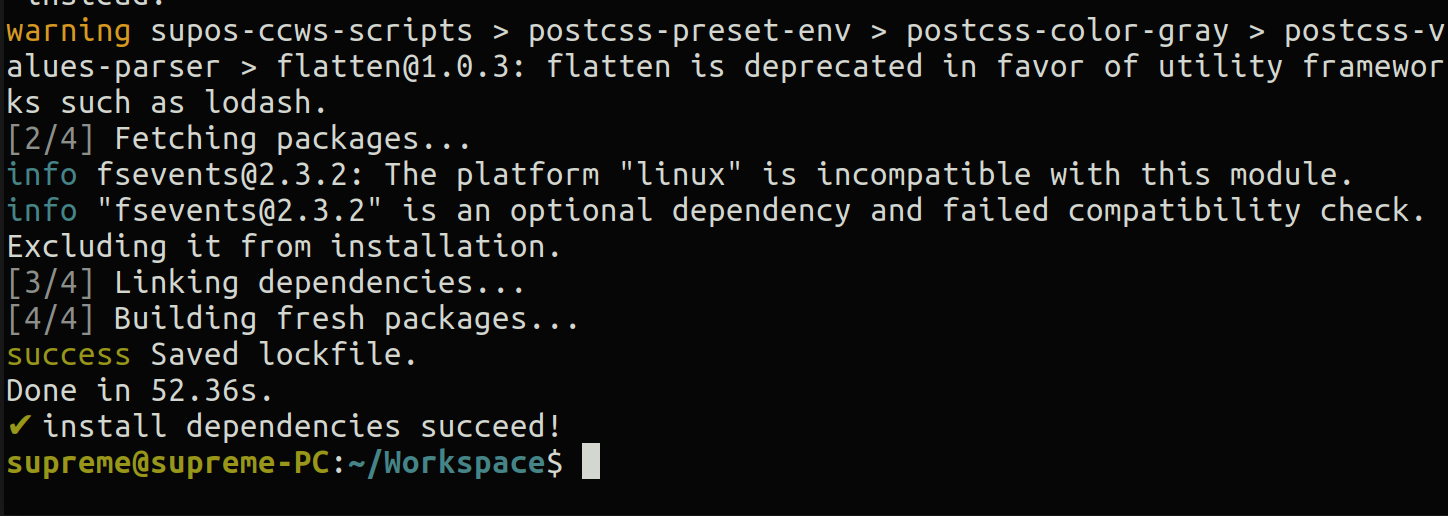 instead.
warning supos-ccws-scripts > postcss-preset-env > postcss-color-gray > postcss-v
alues-parser > flatten@1.0.3: flatten is deprecated in favor of utility framewor
ks such as lodash.
[2/4] Fetching packages...
info fsevents@2.3.2: The platform "linux" is incompatible with this module.
info "fsevents@2.3.2" is an optional dependency and failed compatibility check.
Excluding it from installation.
[3/4] Linking dependencies...
[4/4] Building fresh packages...
success Saved lockfile.
Done in 52.36s.
✔ install dependencies succeed!
supreme@supreme-PC:~/Workspace$